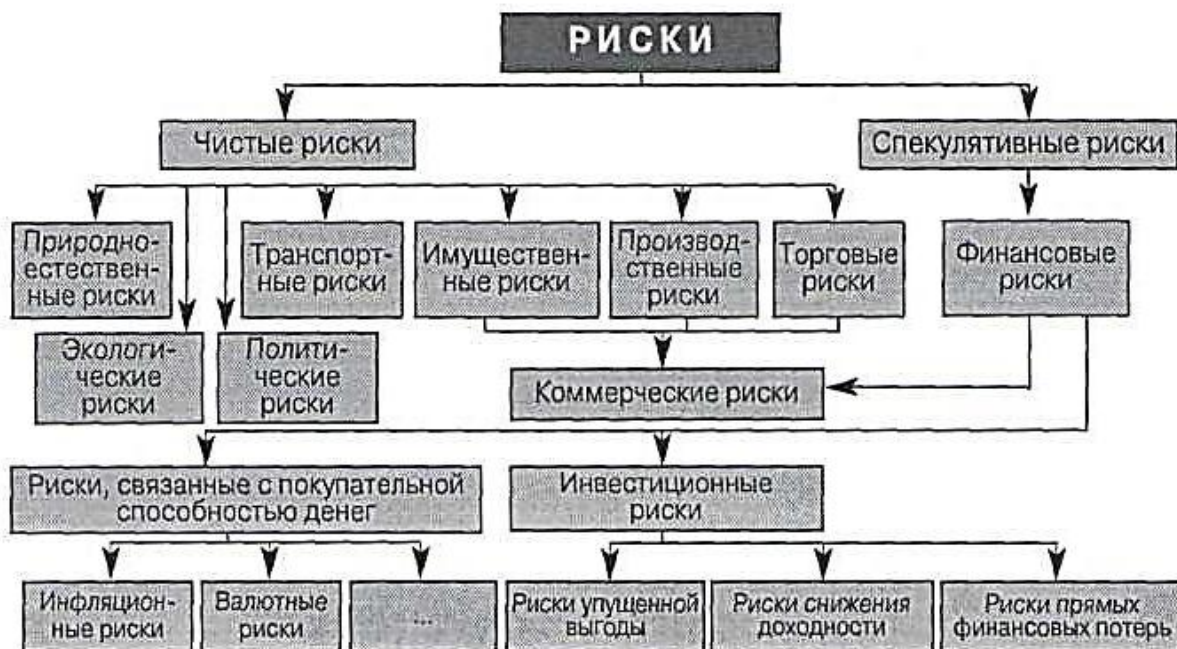 РИСКИ
Чистые риски
Спекулятивные риски
Природно-
естествен-
ные риски
Транспорт-
ные риски
Имуществен-
ные риски
Производ-
ственные
риски
Торговые
риски
Финансовые
риски
Экологи-
ческие
риски
Полити-
ческие
риски
Коммерческие риски
Риски, связанные с покупательной
способностью денег
Инвестиционные
риски
Инфляцион-
ные риски
Валютные
риски
...
Риски упущенной
выгоды
Риски снижения
доходности
Риски прямых
финансовых потерь